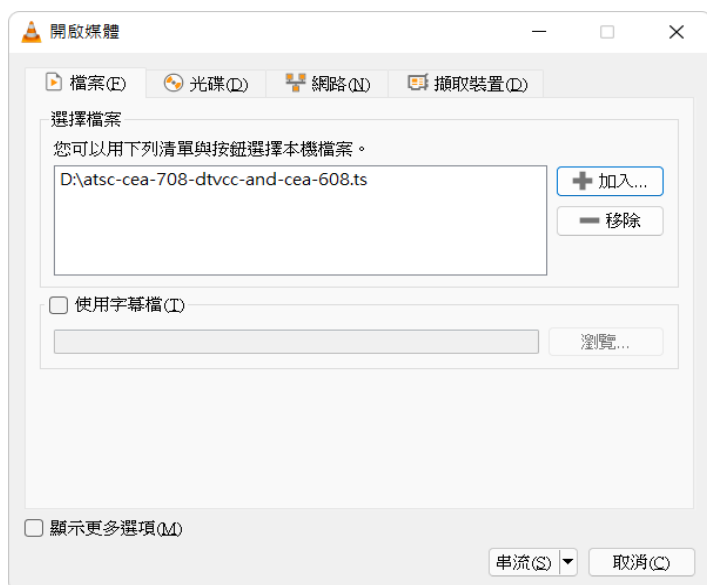 開啟媒體
檔案(F) 光碟(D) 網路(N) 擷取裝置(D)
選擇檔案
您可以用下列清單與按鈕選擇本機檔案。
D:\atsc-cea-708-dtvcc-and-cea-608.ts
加入...
移除
使用字幕檔(T)
瀏覽...
顯示更多選項(M)
串流(S) 取消(C)